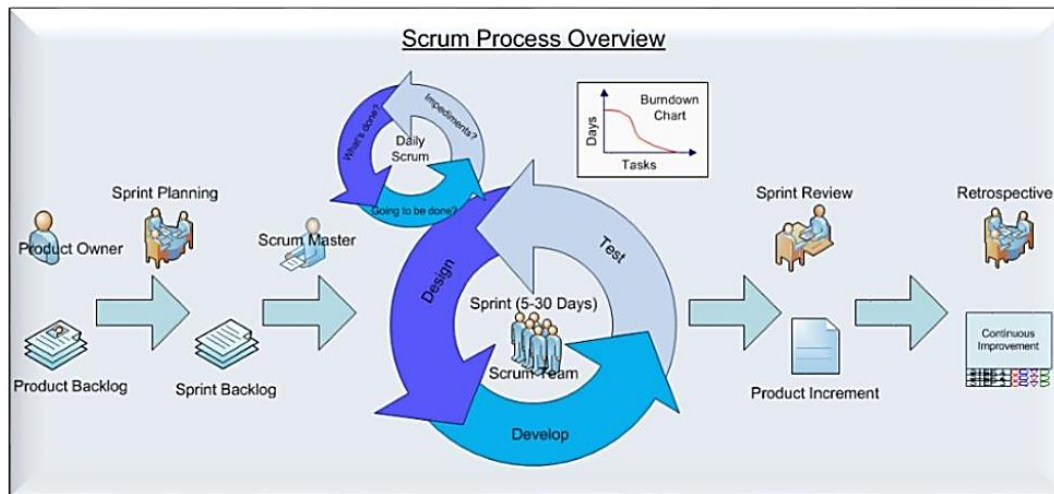 Scrum Process Overview
What's done?
Impediments?
Daily
Scrum
Going to be done?
Burndown
Chart
Days
Tasks
Sprint Planning
Product Owner
Scrum Master
Product Backlog
Sprint Backlog
Design
Test
Develop
Sprint (5-30 Days)
Scrum Team
Sprint Review
Product Increment
Retrospective
Continuous
Improvement